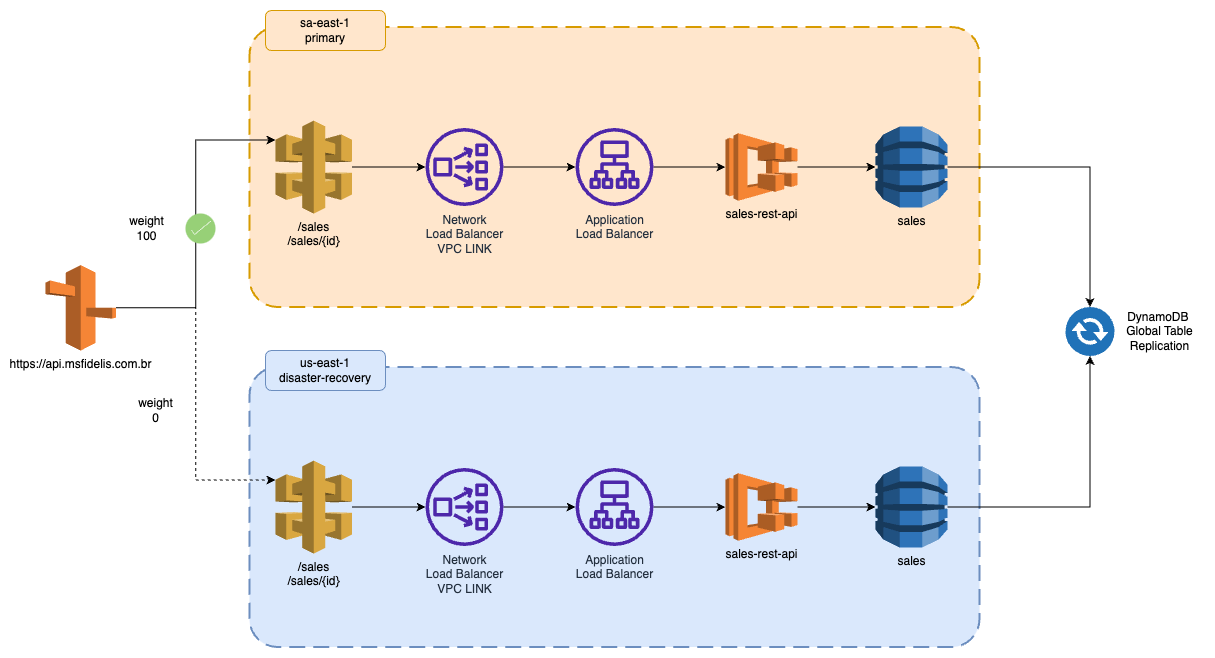 sa-east-1
primary
/sales
/sales/{id}
Network
Load Balancer
VPC LINK
Application
Load Balancer
sales-rest-api
sales
weight
100
https://api.msfidelis.com.br
weight
0
DynamoDB
Global Table
Replication
us-east-1
disaster-recovery
/sales
/sales/{id}
Network
Load Balancer
VPC LINK
Application
Load Balancer
sales-rest-api
sales